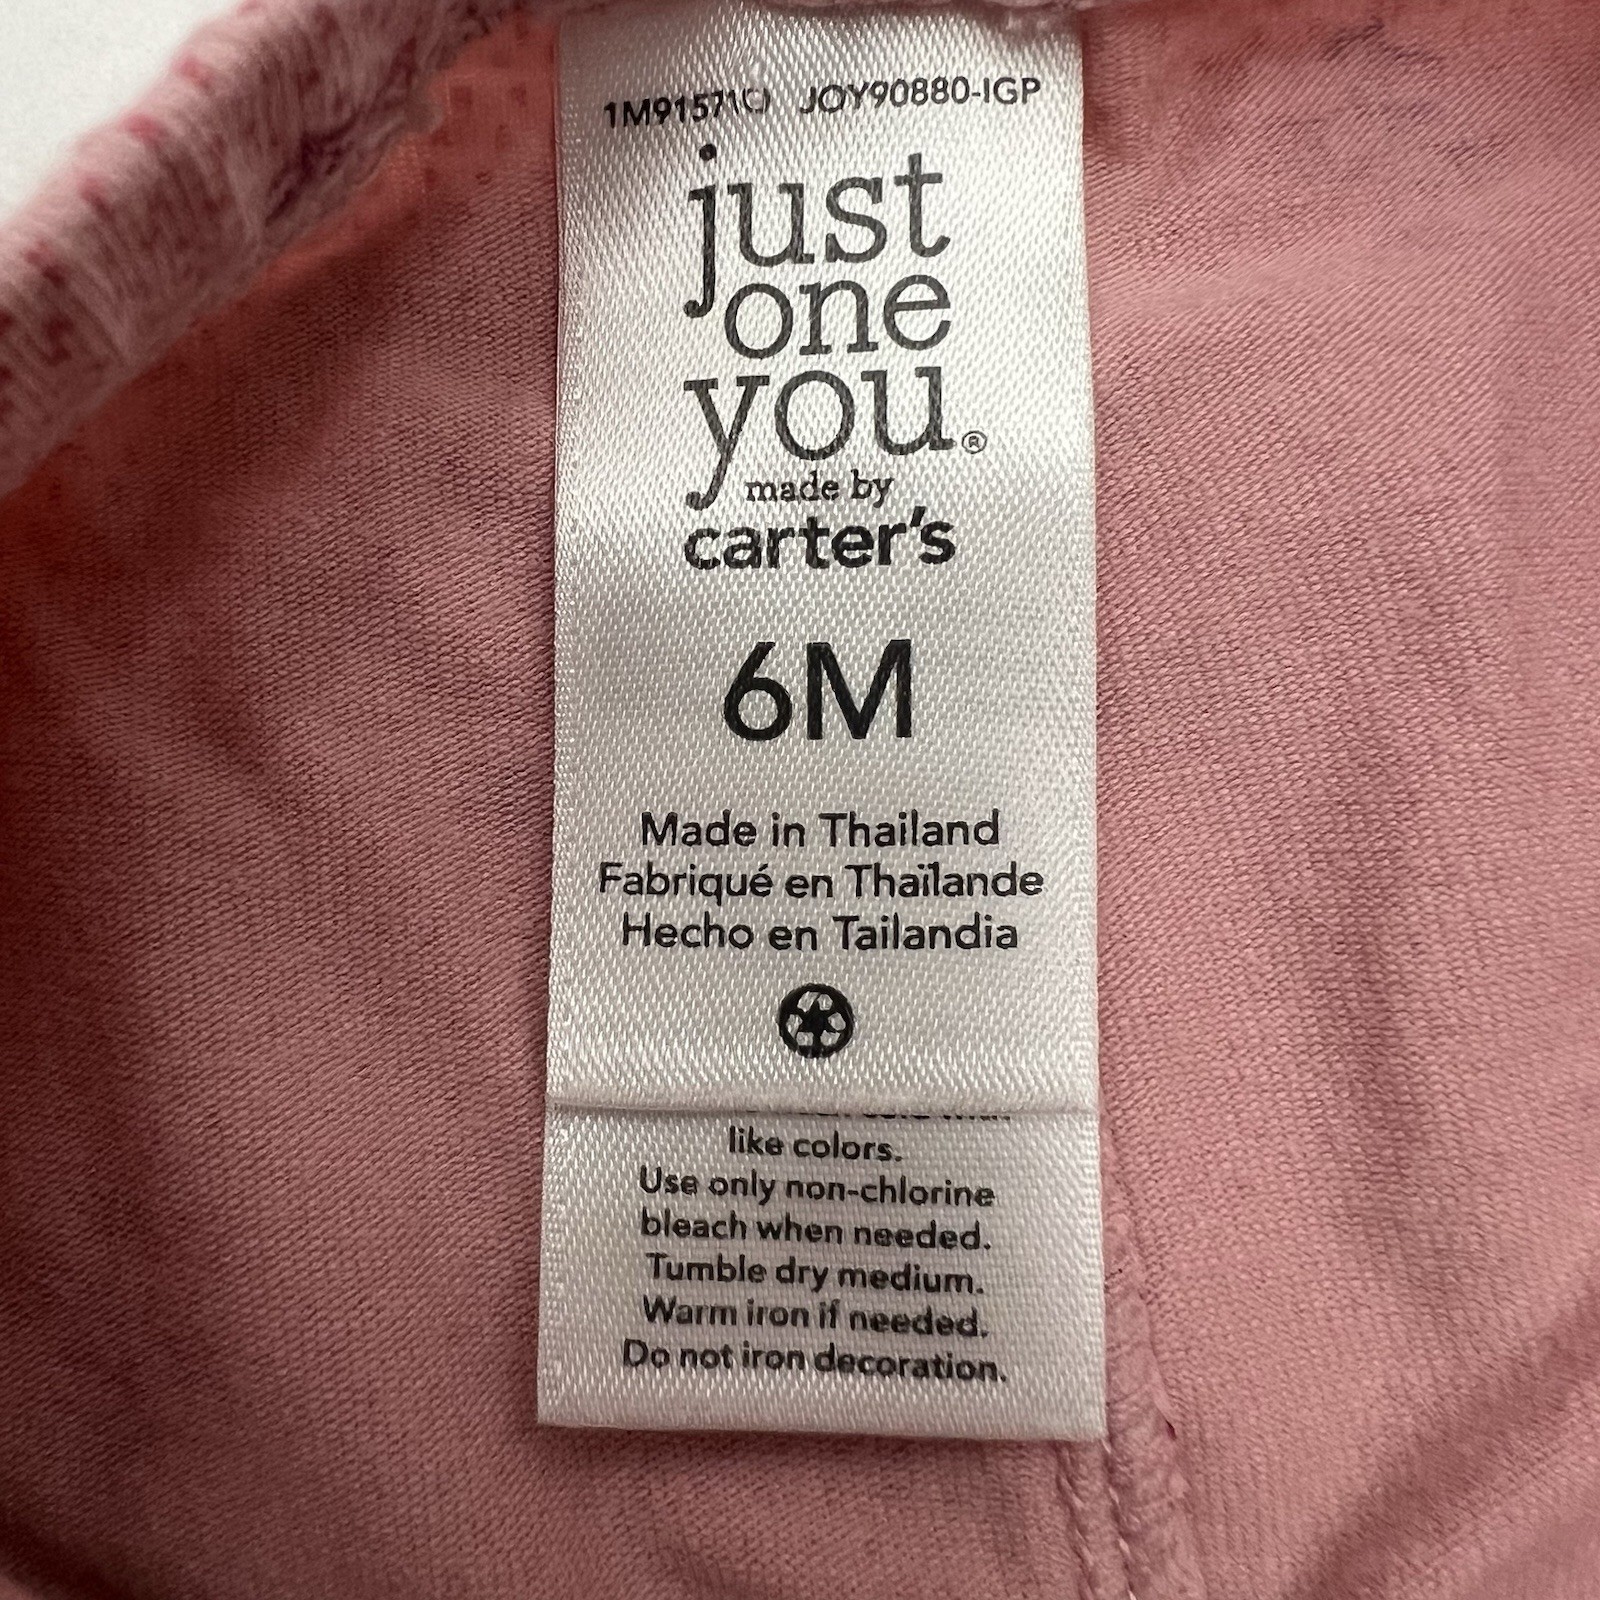 1M915710 JOY90880-IGP
just
one
you®
made by
carter's
6M
Made in Thailand
Fabriqué en Thaïlande
Hecho en Tailandia
like colors.
Use only non-chlorine
bleach when needed.
Tumble dry medium.
Warm iron if needed.
Do not iron decoration.